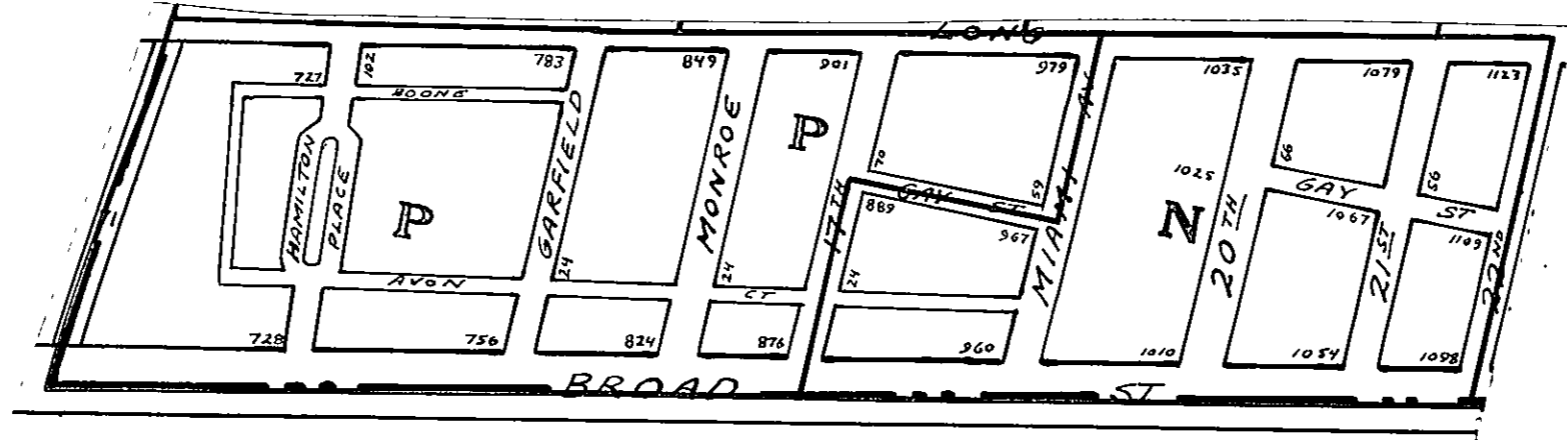 LONG
727
102
783
849
901
979
1035
1079
1123
BOONE
HAMILTON
PLACE
P
GARFIELD
24
MONROE
24
P
17TH
70
GAY ST
59
889
967
24
MIAMI AV
N
1025
20TH
66
GAY
56
ST
1067
21ST
1109
22ND
AVON
CT
728
756
824
876
960
1010
1054
1098
BROAD ST